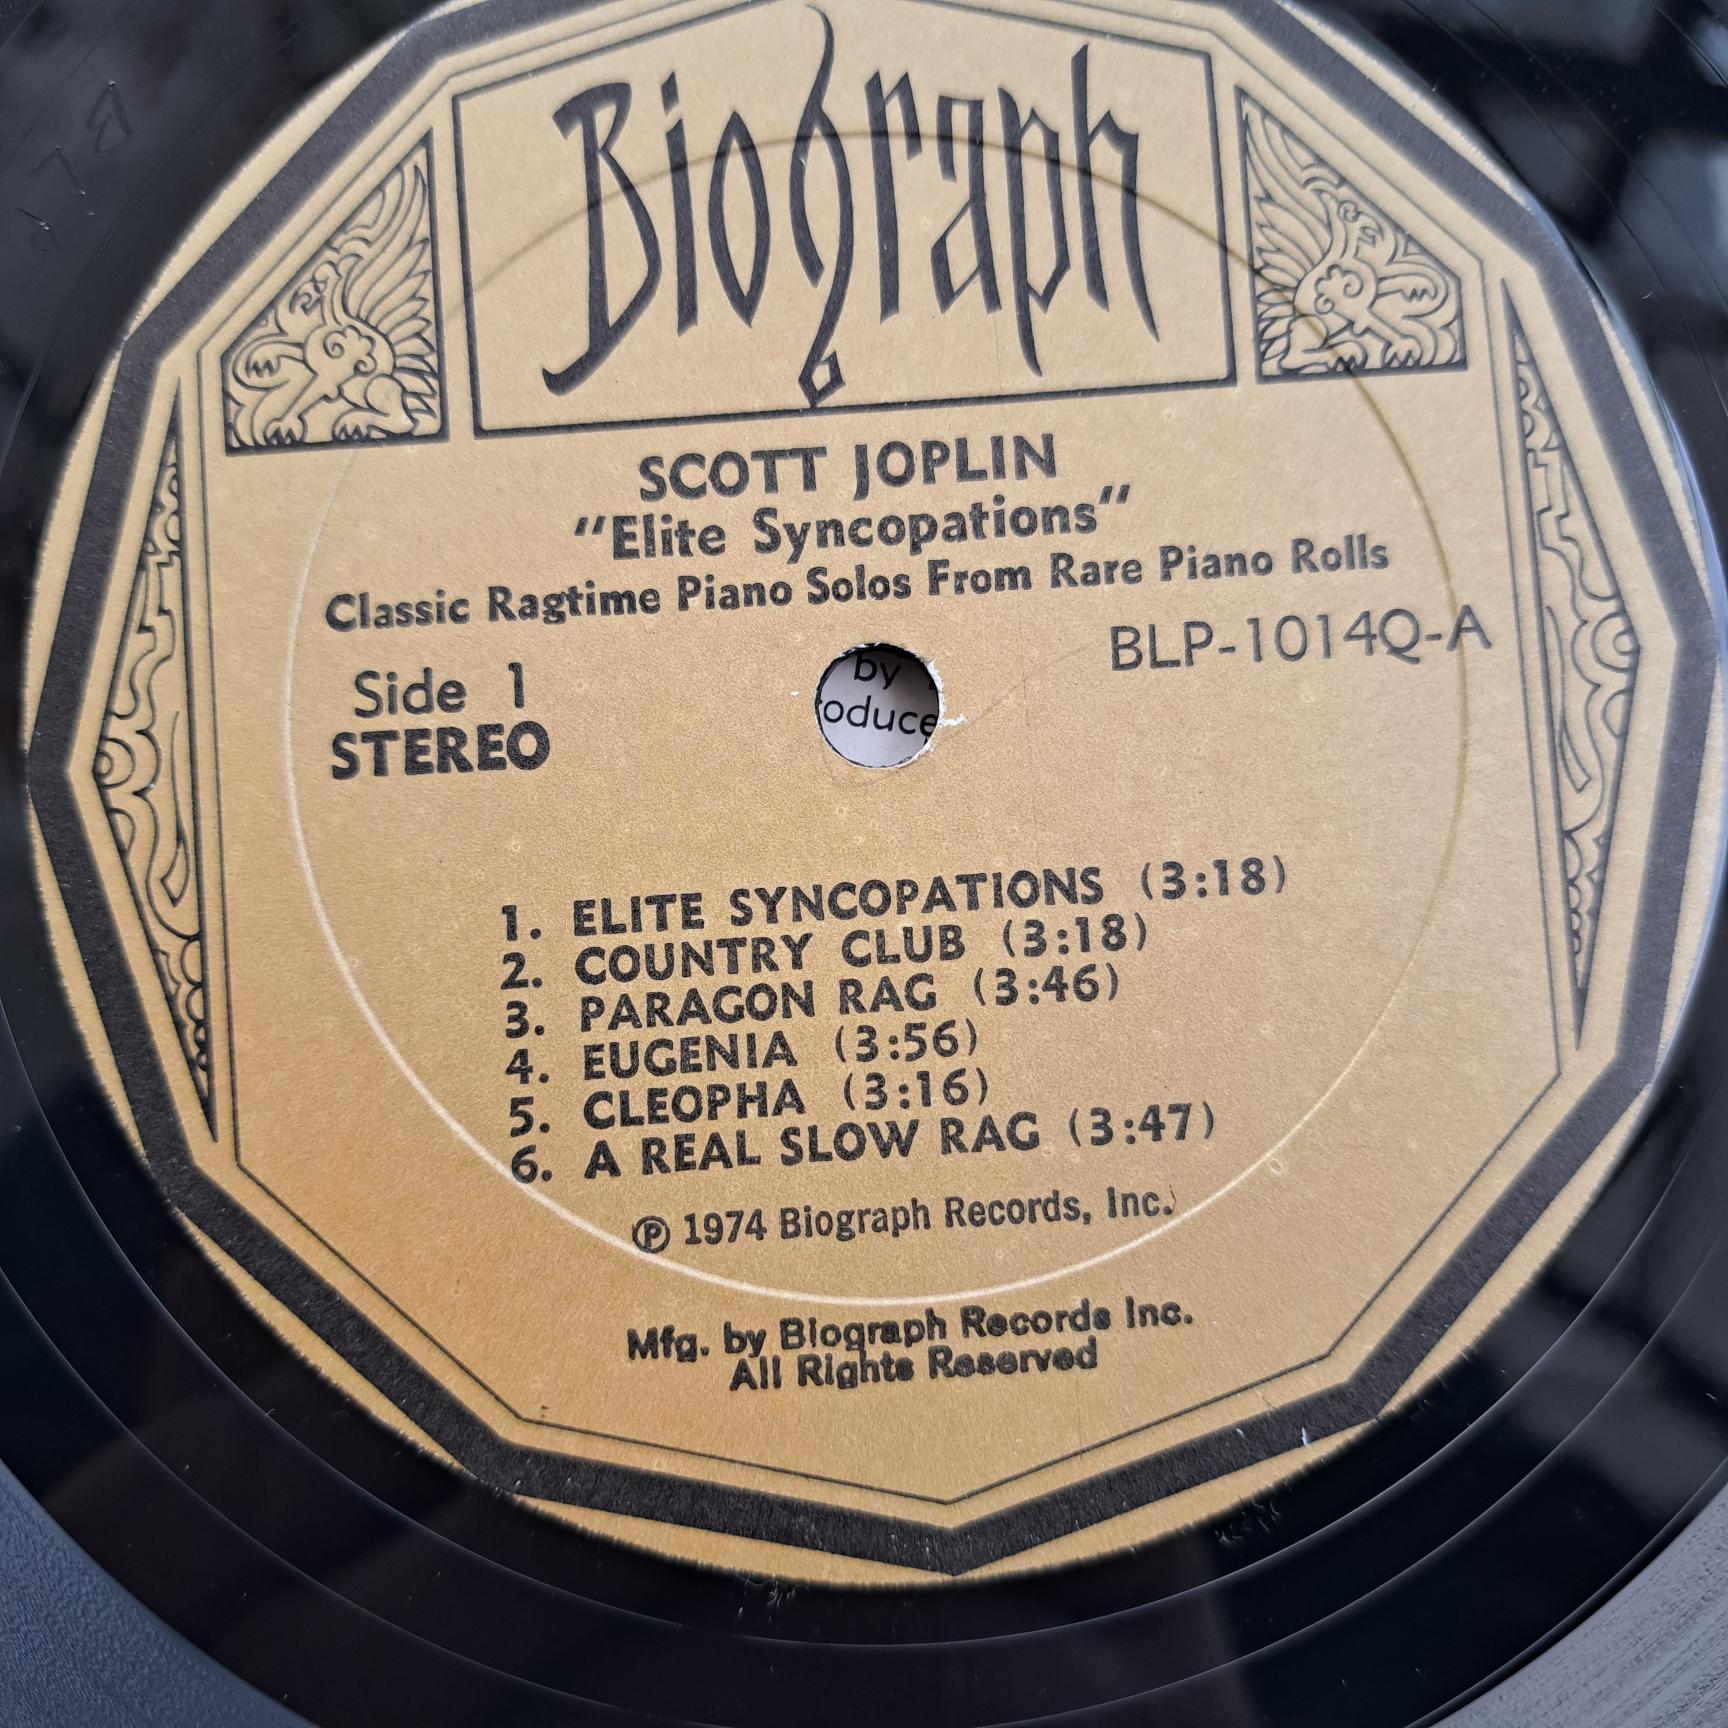 Biograph
SCOTT JOPLIN
"Elite Syncopations"
Classic Ragtime Piano Solos From Rare Piano Rolls
BLP-1014Q-A
Side 1
STEREO
by
oduce
1. ELITE SYNCOPATIONS (3:18)
2. COUNTRY CLUB (3:18)
3. PARAGON RAG (3:46)
4. EUGENIA (3:56)
5. CLEOPHA (3:16)
6. A REAL SLOW RAG (3:47)
℗ 1974 Biograph Records, Inc.
Mfg. by Biograph Records Inc.
All Rights Reserved